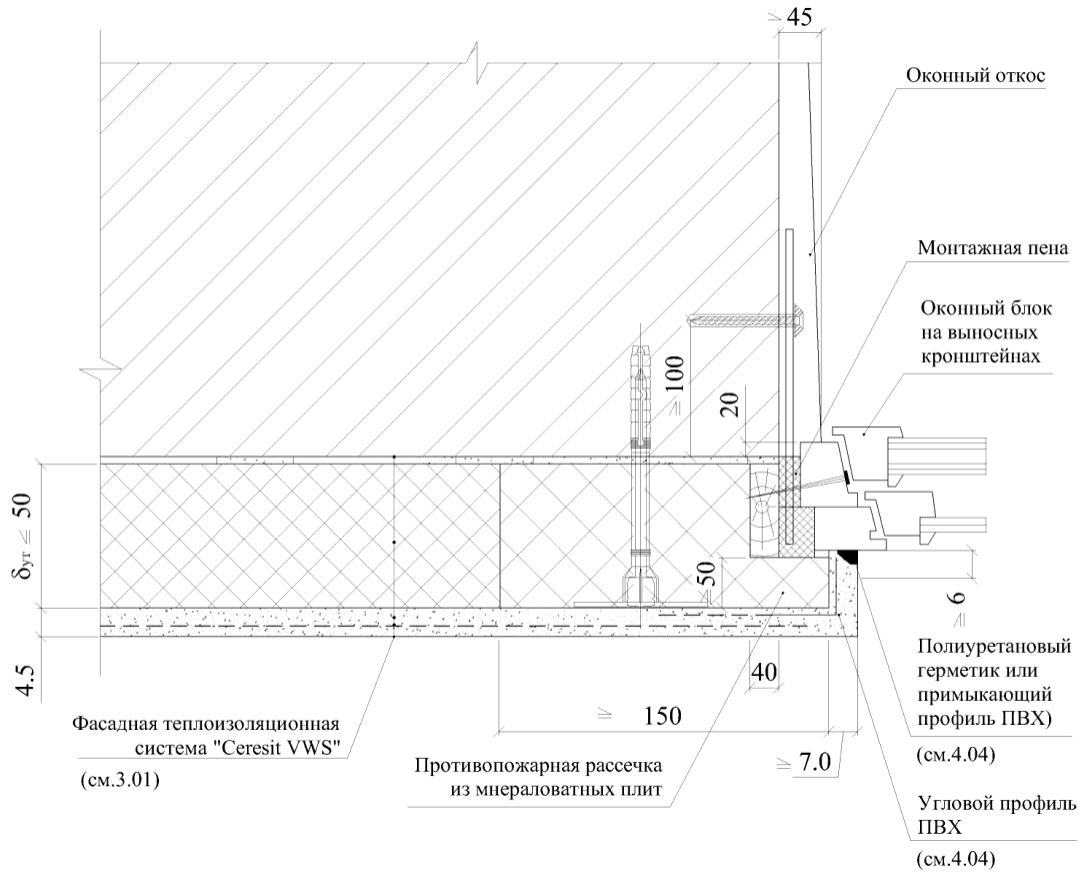 ≥ 45
Оконный откос
Монтажная пена
Оконный блок
на выносных
кронштейнах
≥ 100
20
δут ≤ 50
≤50
≤ 6
4.5
40
≥ 150
≥ 7.0
Полиуретановый
герметик или
примыкающий
профиль ПВХ)
(см.4.04)
Фасадная теплоизоляционная
система "Ceresit VWS"
(см.3.01)
Противопожарная рассечка
из мнераловатных плит
Угловой профиль
ПВХ
(см.4.04)